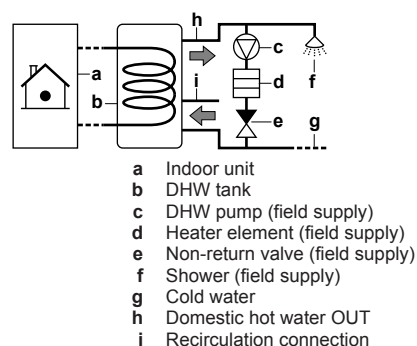 h
c
a
i
d
f
b
e
g
a Indoor unit
b DHW tank
c DHW pump (field supply)
d Heater element (field supply)
e Non-return valve (field supply)
f Shower (field supply)
g Cold water
h Domestic hot water OUT
i Recirculation connection